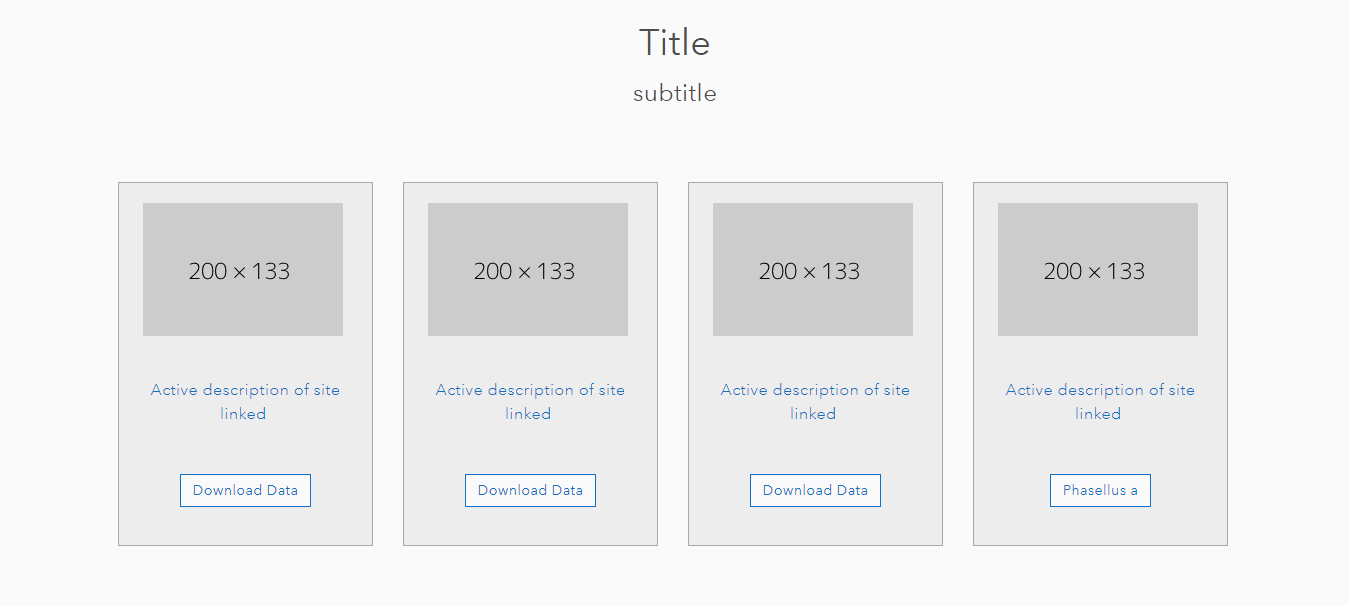 Title
subtitle
200 × 133
200 × 133
200 × 133
200 × 133
Active description of site
linked
Active description of site
linked
Active description of site
linked
Active description of site
linked
Download Data
Download Data
Download Data
Phasellus a